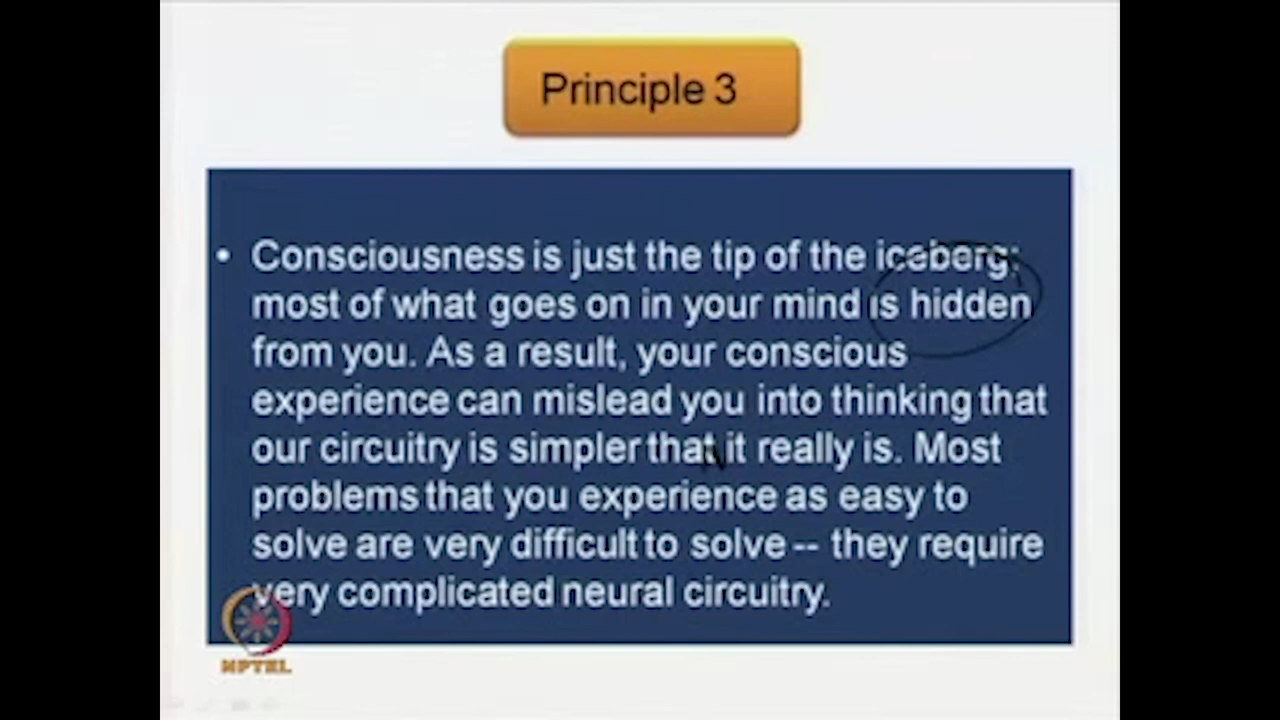 Principle 3
• Consciousness is just the tip of the iceberg;
most of what goes on in your mind is hidden
from you. As a result, your conscious
experience can mislead you into thinking that
our circuitry is simpler that it really is. Most
problems that you experience as easy to
solve are very difficult to solve -- they require
very complicated neural circuitry.
NPTEL